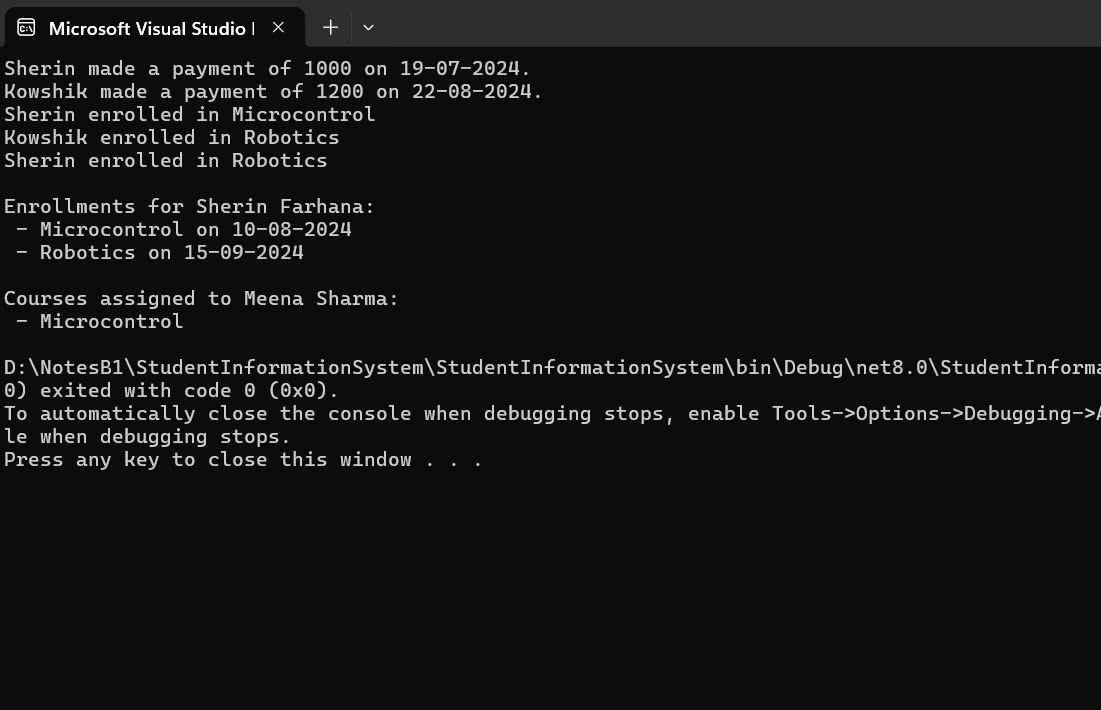 Microsoft Visual Studio
Sherin made a payment of 1000 on 19-07-2024.
Kowshik made a payment of 1200 on 22-08-2024.
Sherin enrolled in Microcontrol
Kowshik enrolled in Robotics
Sherin enrolled in Robotics
Enrollments for Sherin Farhana:
- Microcontrol on 10-08-2024
- Robotics on 15-09-2024
Courses assigned to Meena Sharma:
- Microcontrol
D:\NotesB1\StudentInformationSystem\StudentInformationSystem\bin\Debug\net8.0\StudentInforma
0) exited with code 0 (0x0).
To automatically close the console when debugging stops, enable Tools->Options->Debugging->A
le when debugging stops.
Press any key to close this window . . .